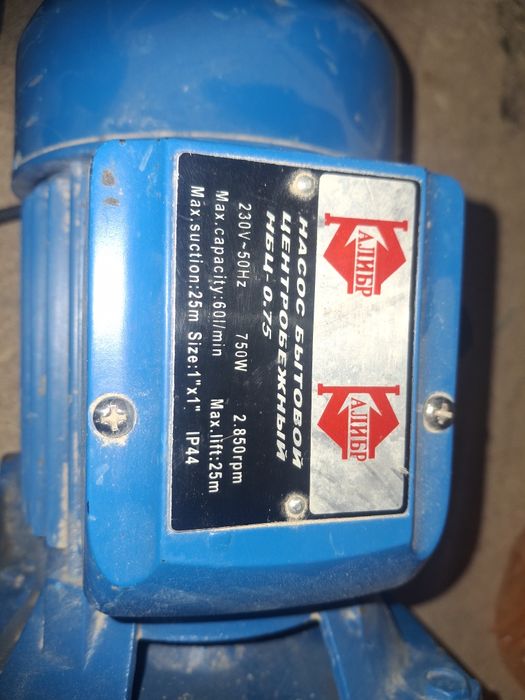 КАЛИБР КАЛИБР
НАСОС БЫТОВОЙ
ЦЕНТРОБЕЖНЫЙ
НБЦ-0.75
230V~50Hz 750W 2.850rpm
Max.capacity:60l/min Max.lift:25m
Max,suction:25m Size:1"x1" IP44